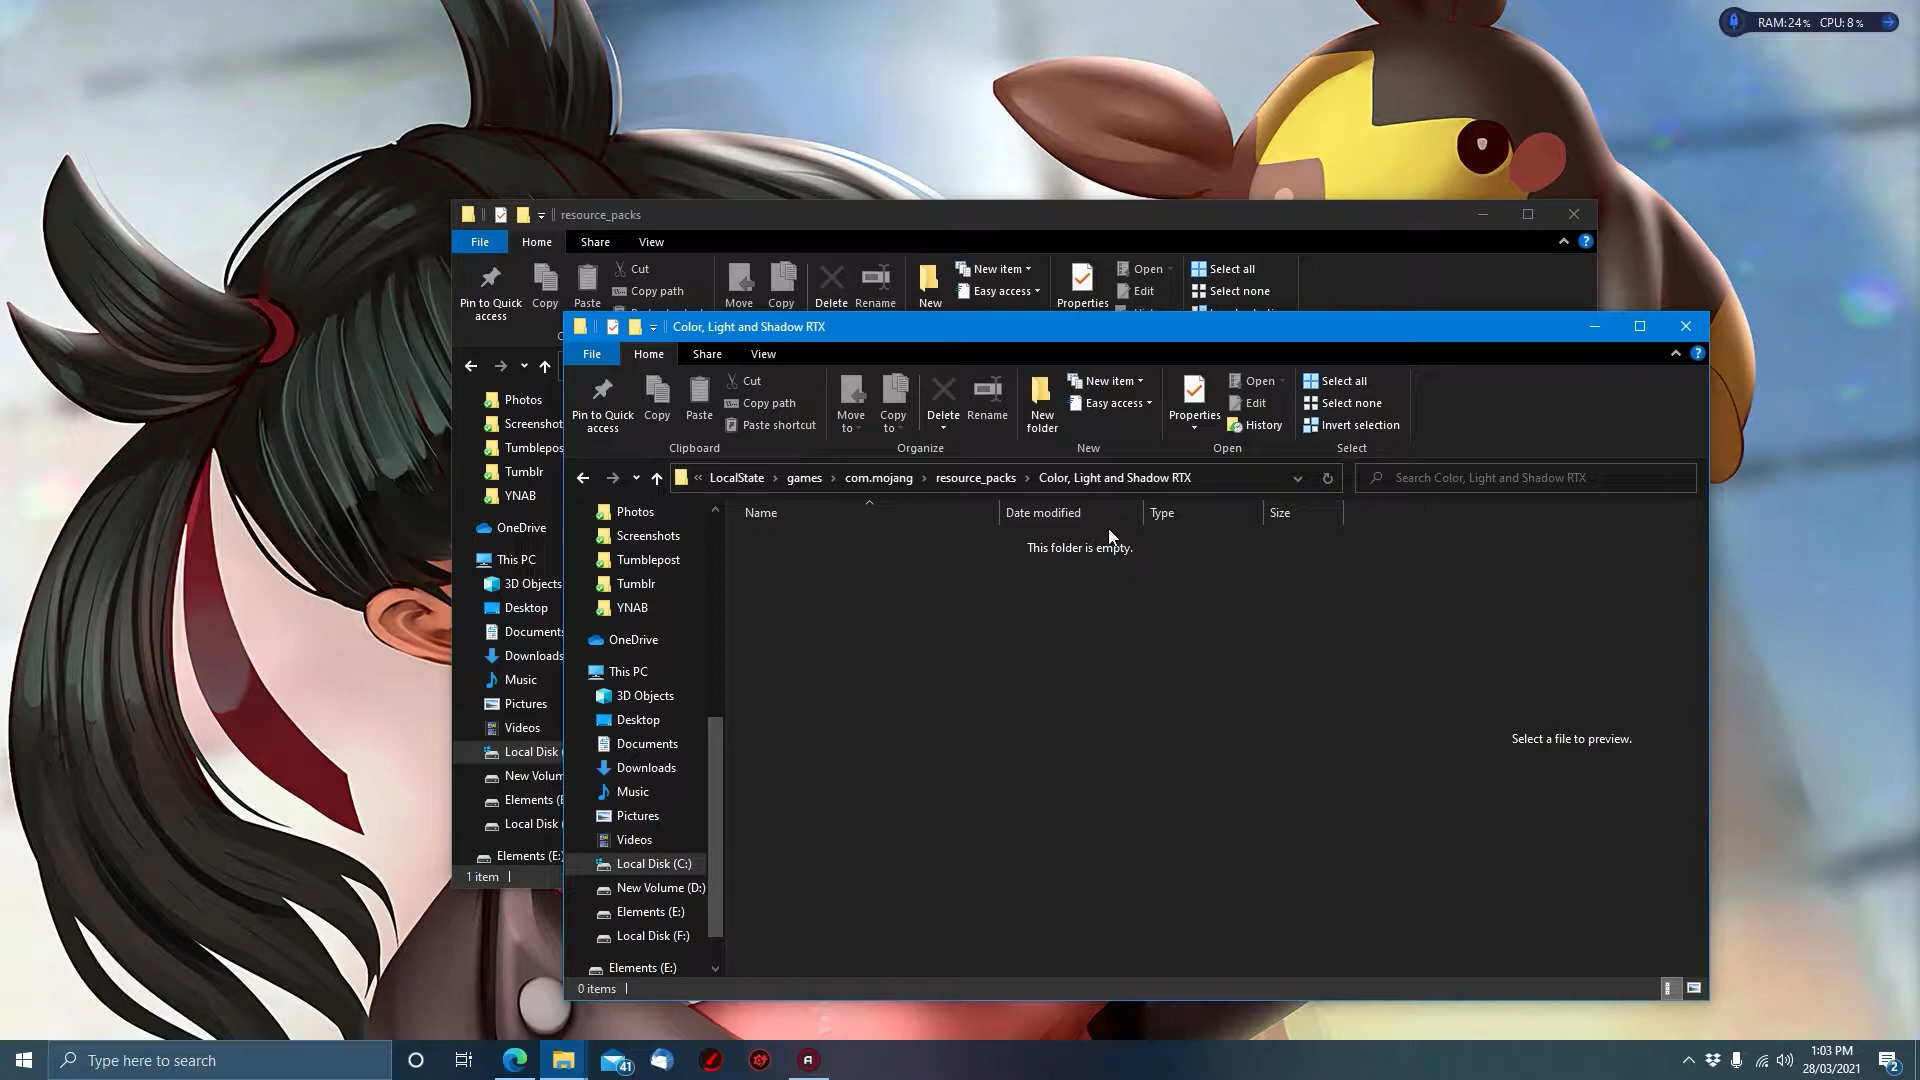 RAM:24% CPU: 8%
resource_packs
File Home Share View
Pin to Quick access
Copy
Paste
Cut
Copy path
Move
Copy
Delete
Rename
New
New item
Easy access
Properties
Open
Edit
Select all
Select none
Color, Light and Shadow RTX
File Home Share View
Pin to Quick access
Copy
Paste
Cut
Copy path
Paste shortcut
Clipboard
Move to
Copy to
Delete
Rename
Organize
New folder
New item
Easy access
New
Properties
Open
Edit
History
Open
Select all
Select none
Invert selection
Select
« LocalState › games › com.mojang › resource_packs › Color, Light and Shadow RTX
Search Color, Light and Shadow RTX
Photos
Tumblr
YNAB
OneDrive
This PC
3D Objects
Desktop
Documents
Downloads
Music
Pictures
Videos
Local Disk
Elements (E:)
1 item
Photos
Screenshots
Tumblepost
Tumblr
YNAB
OneDrive
This PC
3D Objects
Desktop
Documents
Downloads
Music
Pictures
Videos
Local Disk (C:)
New Volume (D:)
Elements (E:)
Local Disk (F:)
Elements (E:)
Name Date modified Type Size
This folder is empty.
Select a file to preview.
0 items
Type here to search
41
1:03 PM
28/03/2021
2